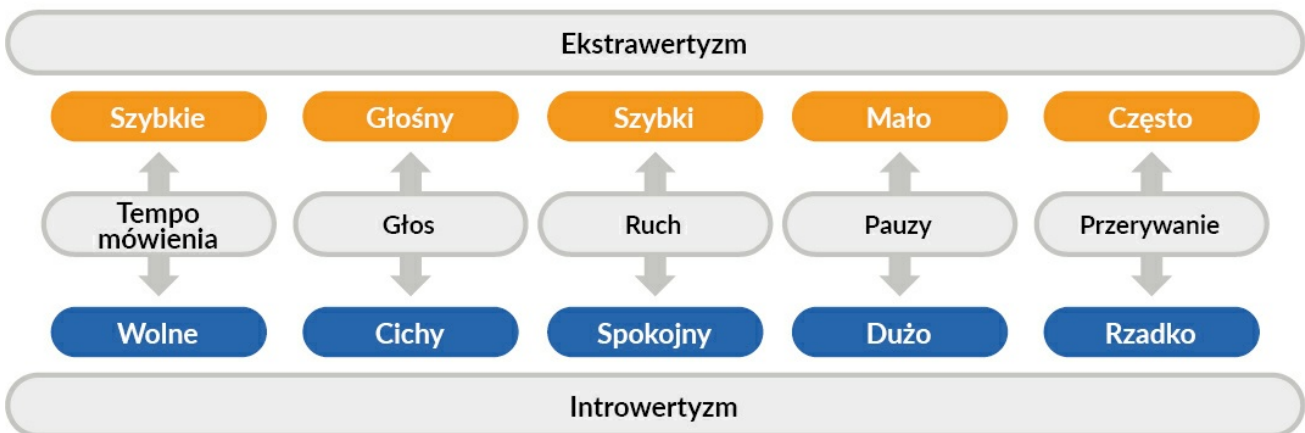 Ekstrawertyzm
Szybkie
Głośny
Szybki
Mało
Często
Tempo
mówienia
Głos
Ruch
Pauzy
Przerywanie
Wolne
Cichy
Spokojny
Dużo
Rzadko
Introwertyzm